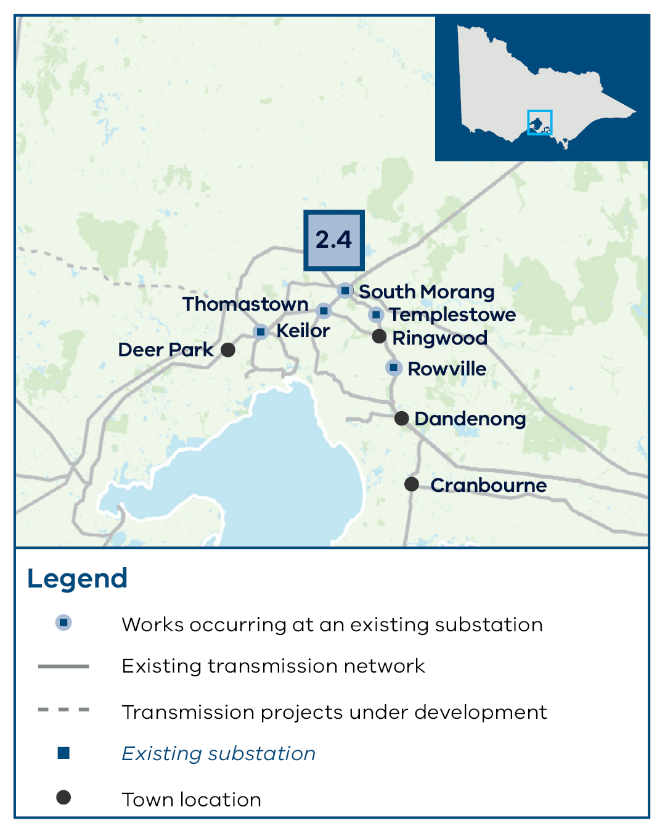 2.4
South Morang
Thomastown
Templestowe
Keilor
Ringwood
Deer Park
Rowville
Dandenong
Cranbourne
Legend
Works occurring at an existing substation
Existing transmission network
Transmission projects under development
Existing substation
Town location